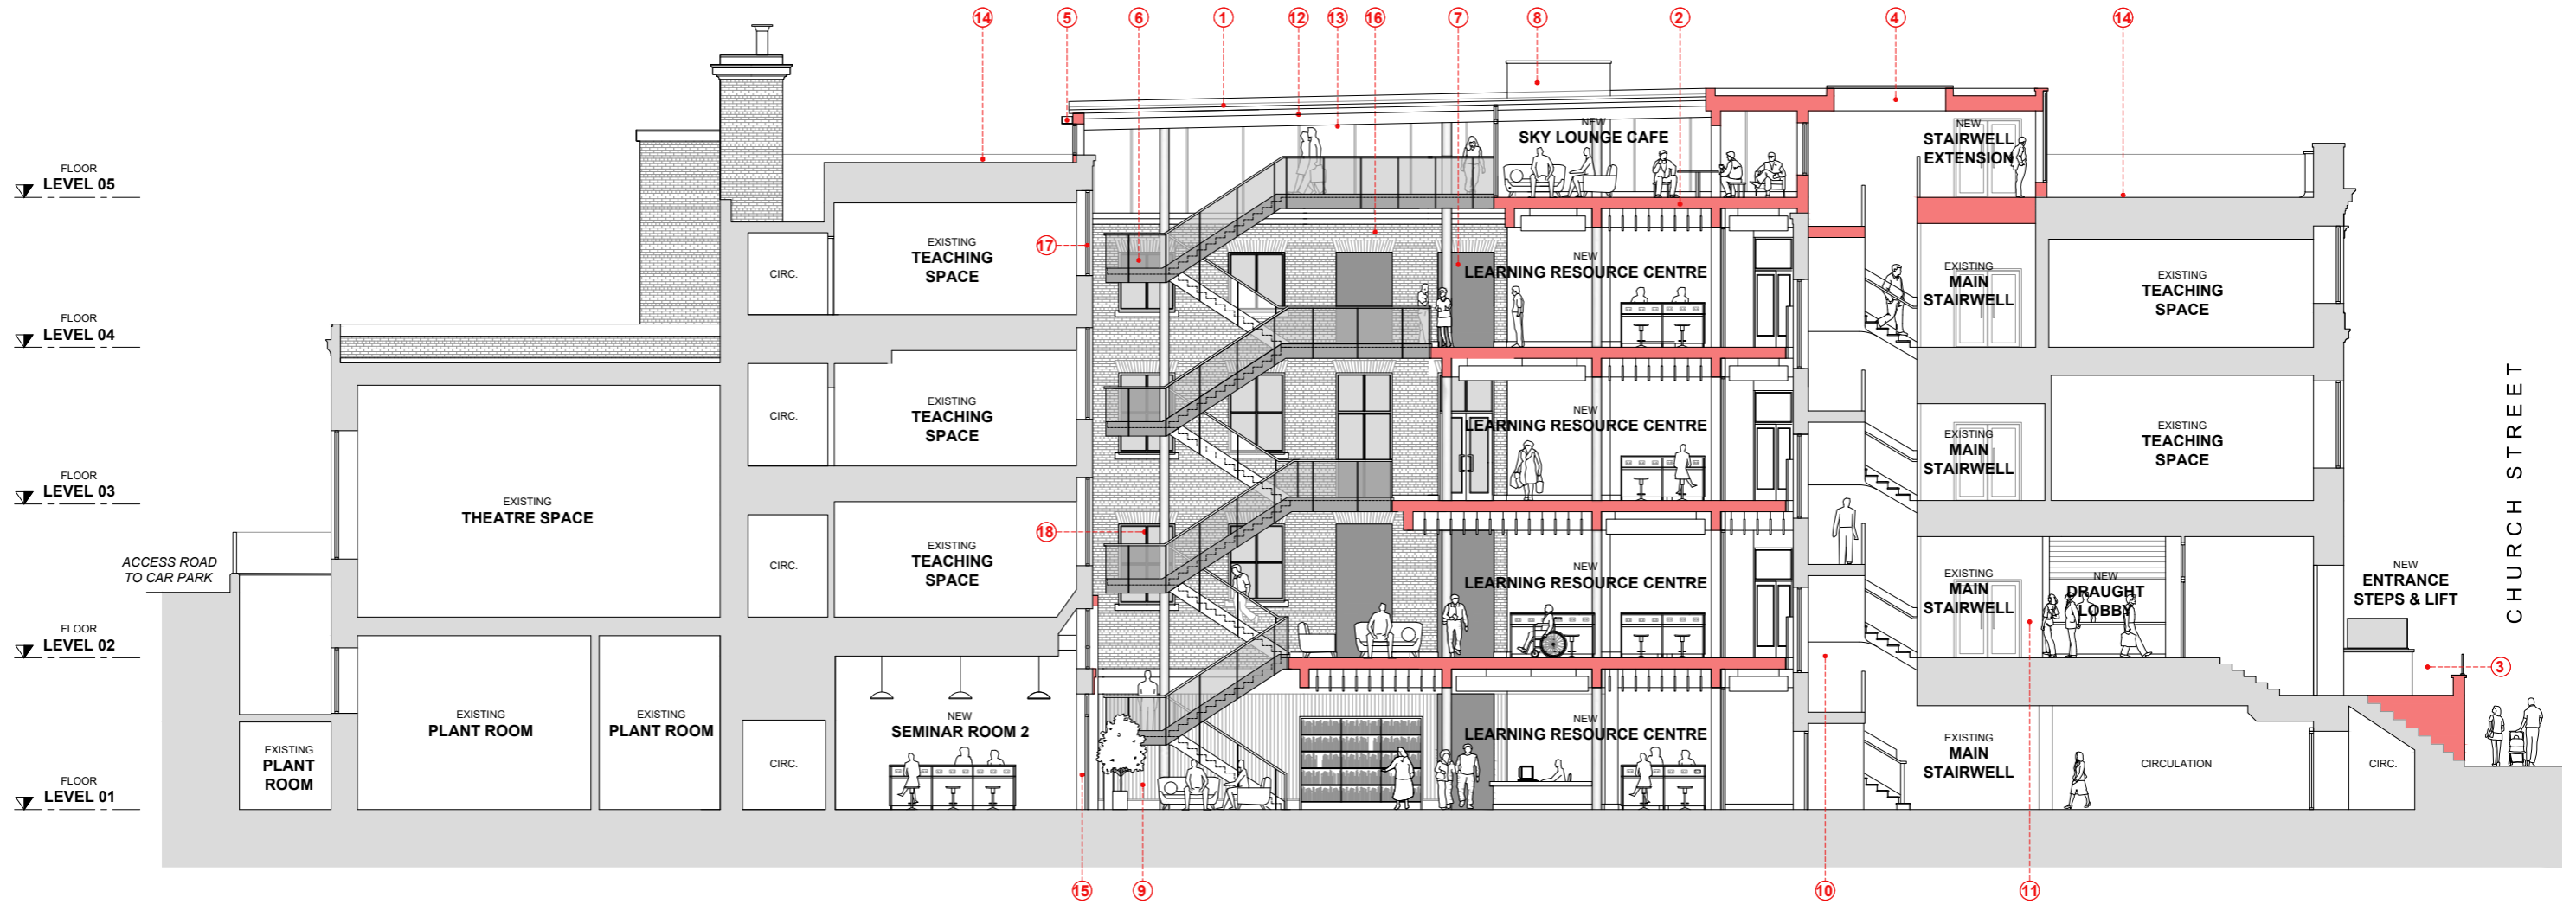 14
5
6
1
12
13
16
7
8
2
4
14
FLOOR
LEVEL 05
FLOOR
LEVEL 04
FLOOR
LEVEL 03
FLOOR
LEVEL 02
FLOOR
LEVEL 01
ACCESS ROAD
TO CAR PARK
EXISTING
PLANT
ROOM
EXISTING
THEATRE SPACE
EXISTING
PLANT ROOM
EXISTING
PLANT ROOM
CIRC.
CIRC.
CIRC.
CIRC.
EXISTING
TEACHING
SPACE
EXISTING
TEACHING
SPACE
EXISTING
TEACHING
SPACE
NEW
SEMINAR ROOM 2
17
18
NEW
SKY LOUNGE CAFE
NEW
LEARNING RESOURCE CENTRE
NEW
LEARNING RESOURCE CENTRE
NEW
LEARNING RESOURCE CENTRE
NEW
LEARNING RESOURCE CENTRE
NEW
STAIRWELL
EXTENSION
EXISTING
MAIN
STAIRWELL
EXISTING
MAIN
STAIRWELL
EXISTING
MAIN
STAIRWELL
EXISTING
MAIN
STAIRWELL
EXISTING
TEACHING
SPACE
EXISTING
TEACHING
SPACE
NEW
DRAUGHT
LOBBY
CIRCULATION
CIRC.
NEW
ENTRANCE
STEPS & LIFT
3
CHURCH STREET
15
9
10
11